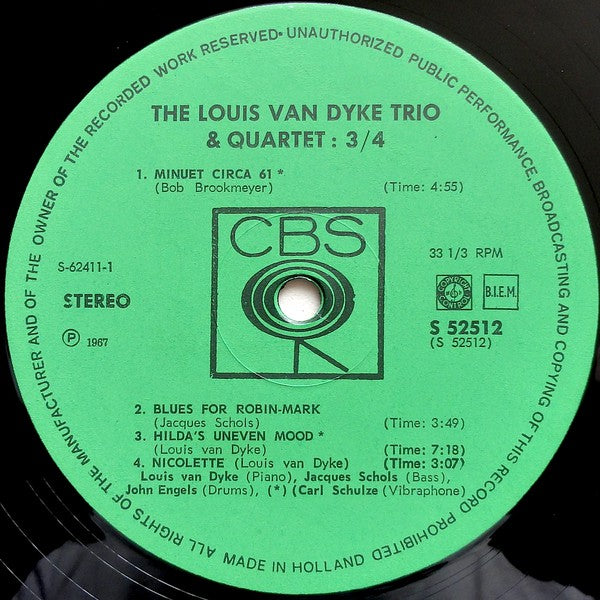 ALL RIGHTS OF THE MANUFACTURER AND OF THE OWNER OF THE RECORDED WORK RESERVED• UNAUTHORIZED PUBLIC PERFORMANCE, BROADCASTING AND COPYING OF THIS RECORD PROHIBITED
THE LOUIS VAN DYKE TRIO
& QUARTET : 3/4
1. MINUET CIRCA 61 *
(Bob Brookmeyer) (Time: 4:55)
CBS
S-62411-1
33 1/3 RPM
STEREO
COPYRIGHT CONTROL
B.I.E.M.
S 52512
(S 52512)
Ⓟ 1967
2. BLUES FOR ROBIN-MARK
(Jacques Schols) (Time: 3:49)
3. HILDA'S UNEVEN MOOD *
(Louis van Dyke) (Time: 7:18)
4. NICOLETTE (Louis van Dyke) (Time: 3:07)
Louis van Dyke (Piano), Jacques Schols (Bass),
John Engels (Drums), (*) (Carl Schulze (Vibraphone)
MADE IN HOLLAND